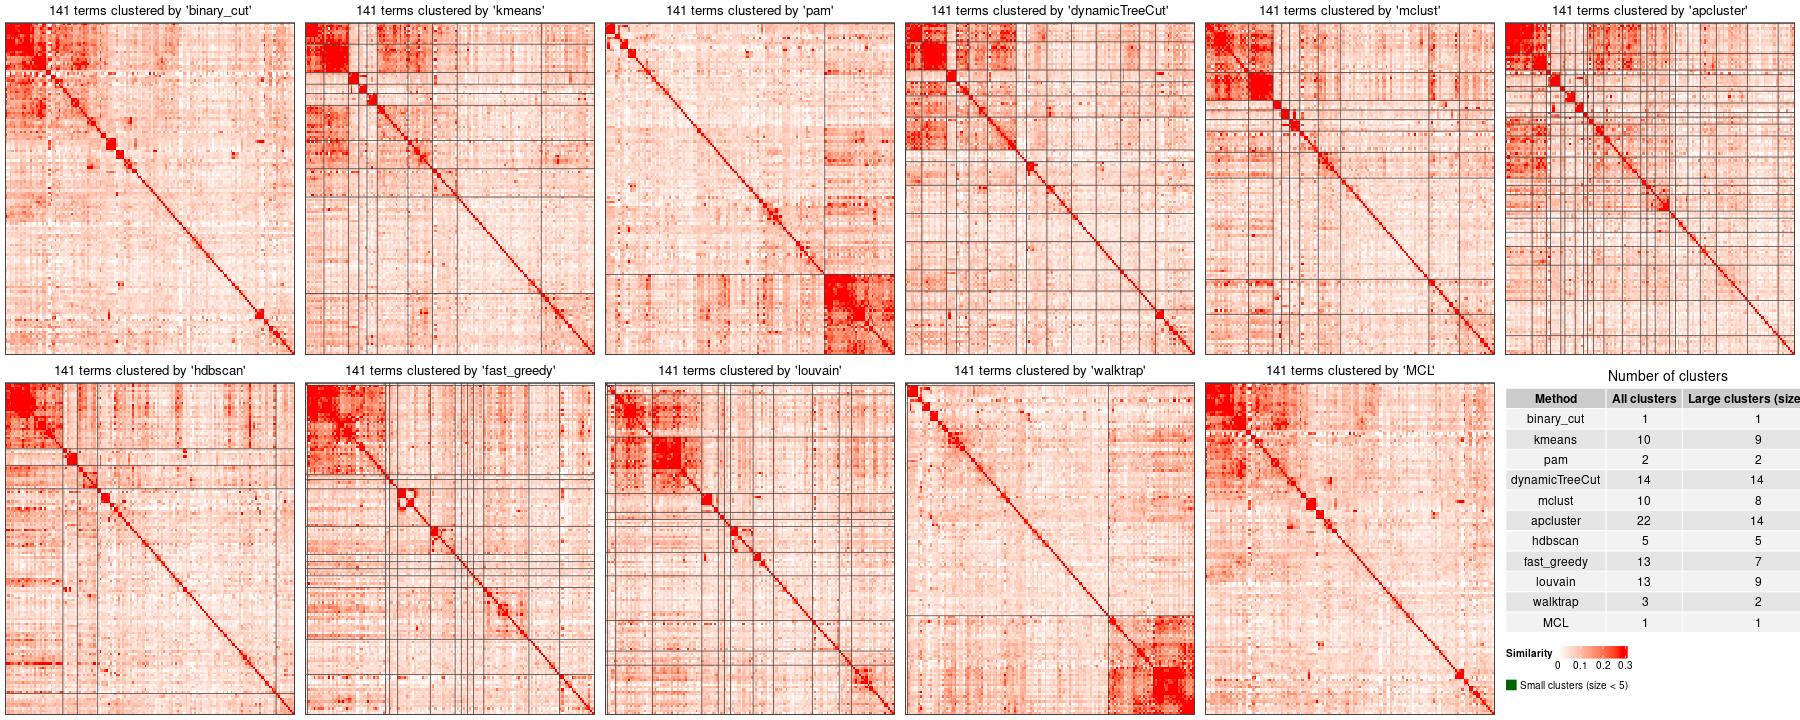 141 terms clustered by 'binary_cut'
141 terms clustered by 'kmeans'
141 terms clustered by 'pam'
141 terms clustered by 'dynamicTreeCut'
141 terms clustered by 'mclust'
141 terms clustered by 'apcluster'
141 terms clustered by 'hdbscan'
141 terms clustered by 'fast_greedy'
141 terms clustered by 'louvain'
141 terms clustered by 'walktrap'
141 terms clustered by 'MCL'
Number of clusters
Method All clusters Large clusters (size
binary_cut 1 1
kmeans 10 9
pam 2 2
dynamicTreeCut 14 14
mclust 10 8
apcluster 22 14
hdbscan 5 5
fast_greedy 13 7
louvain 13 9
walktrap 3 2
MCL 1 1
Similarity
0 0.1 0.2 0.3
Small clusters (size < 5)